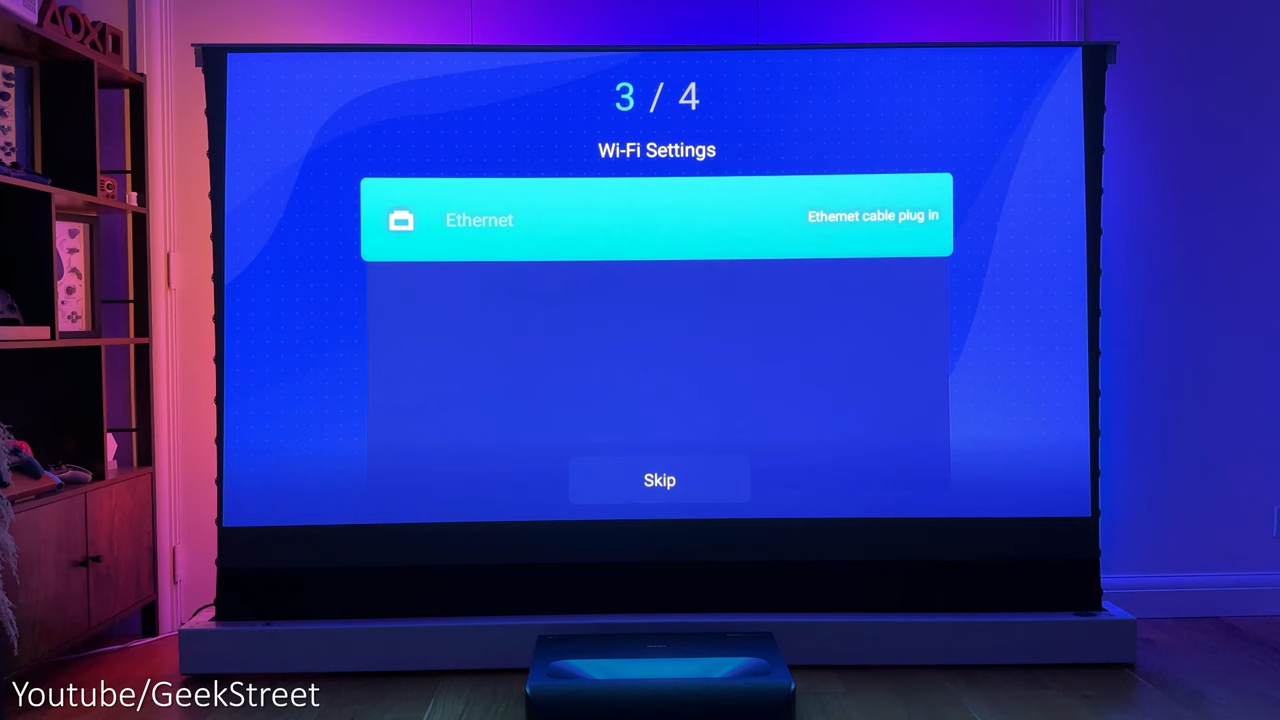 3 / 4
Wi-Fi Settings
Ethernet
Ethernet cable plug in
Skip
Youtube/GeekStreet